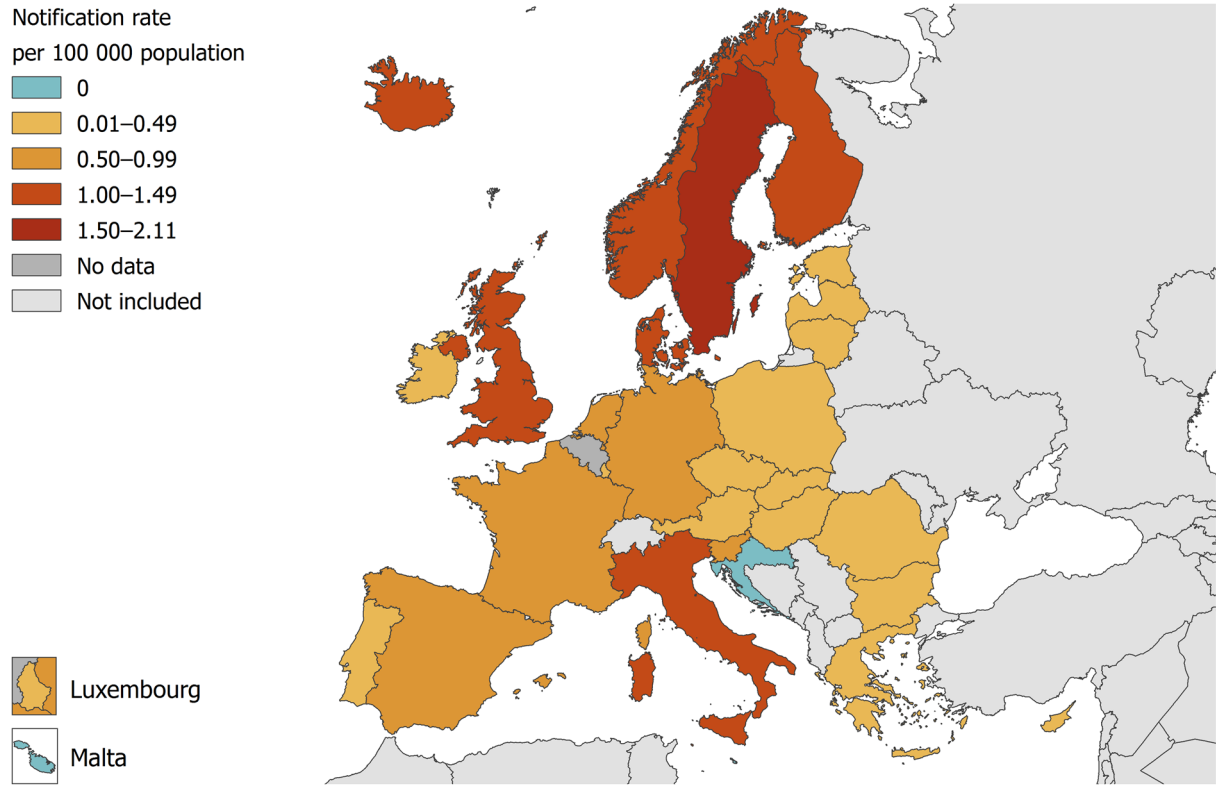 Notification rate
per 100 000 population
0
0.01–0.49
0.50–0.99
1.00–1.49
1.50–2.11
No data
Not included
Luxembourg
Malta